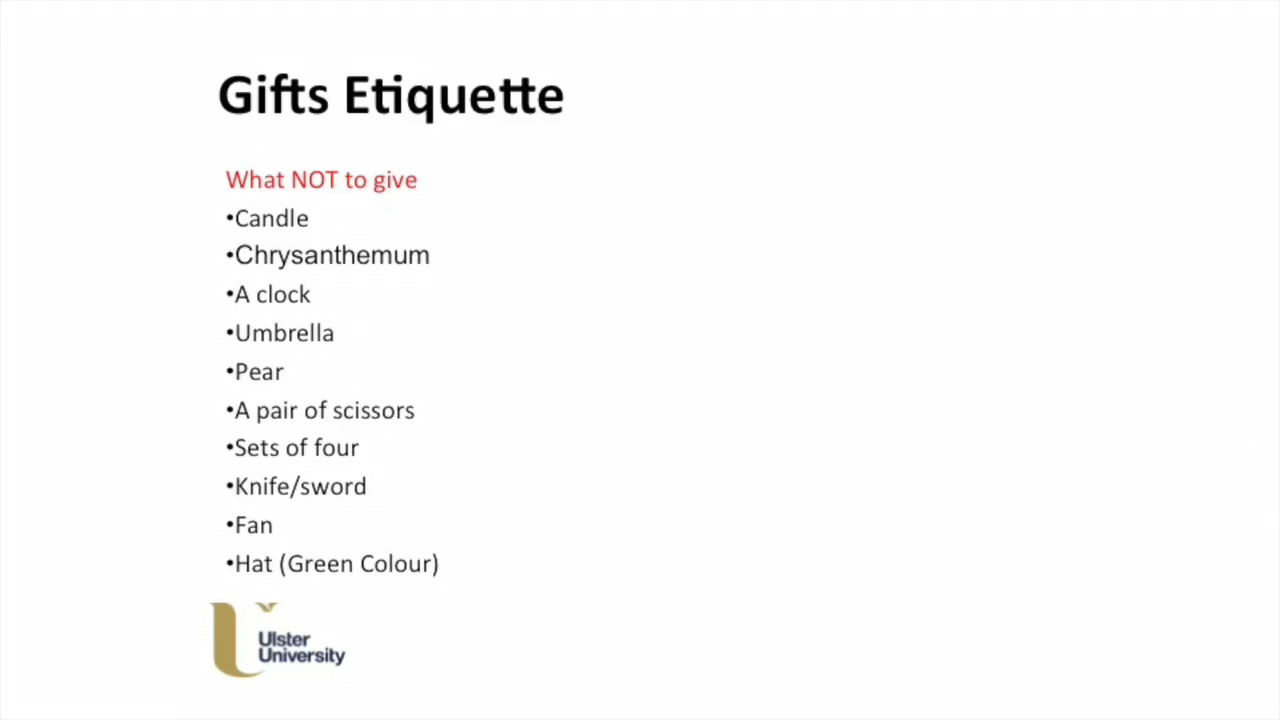 Gifts Etiquette
What NOT to give
•Candle
•Chrysanthemum
•A clock
•Umbrella
•Pear
•A pair of scissors
•Sets of four
•Knife/sword
•Fan
•Hat (Green Colour)
Ulster
University